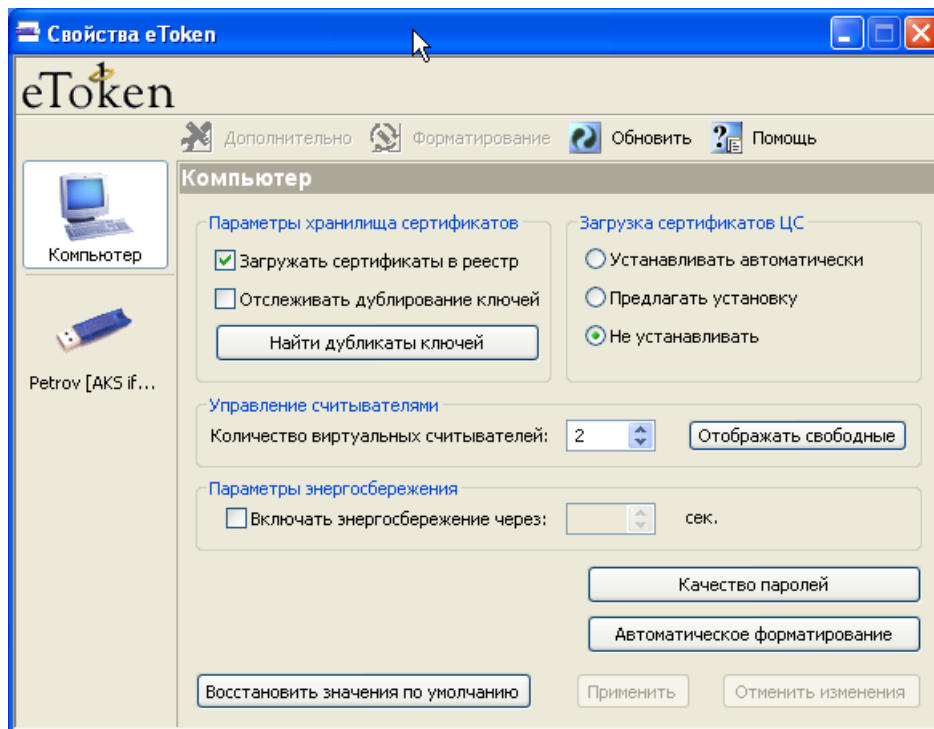 Свойства eToken
eToken
Дополнительно Форматирование Обновить Помощь
Компьютер
Компьютер
Petrov [AKS if...
Параметры хранилища сертификатов
Загружать сертификаты в реестр
Отслеживать дублирование ключей
Найти дубликаты ключей
Загрузка сертификатов ЦС
Устанавливать автоматически
Предлагать установку
Не устанавливать
Управление считывателями
Количество виртуальных считывателей: 2 Отображать свободные
Параметры энергосбережения
Включать энергосбережение через: сек.
Качество паролей
Автоматическое форматирование
Восстановить значения по умолчанию Применить Отменить изменения